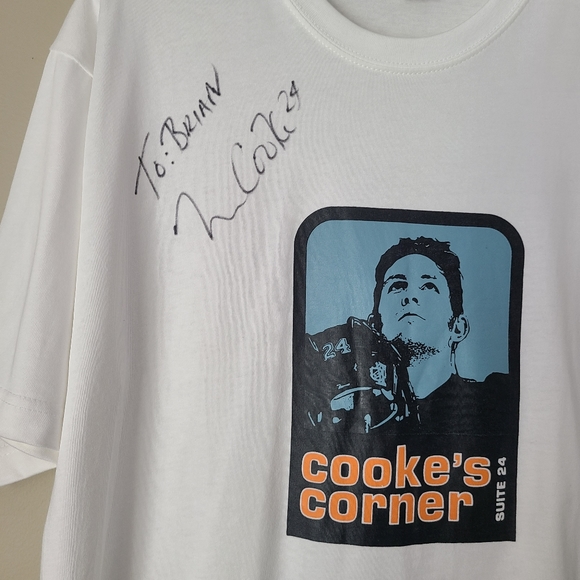 To: BRIAN
M Cooke 24
24
cooke's
corner
SUITE 24